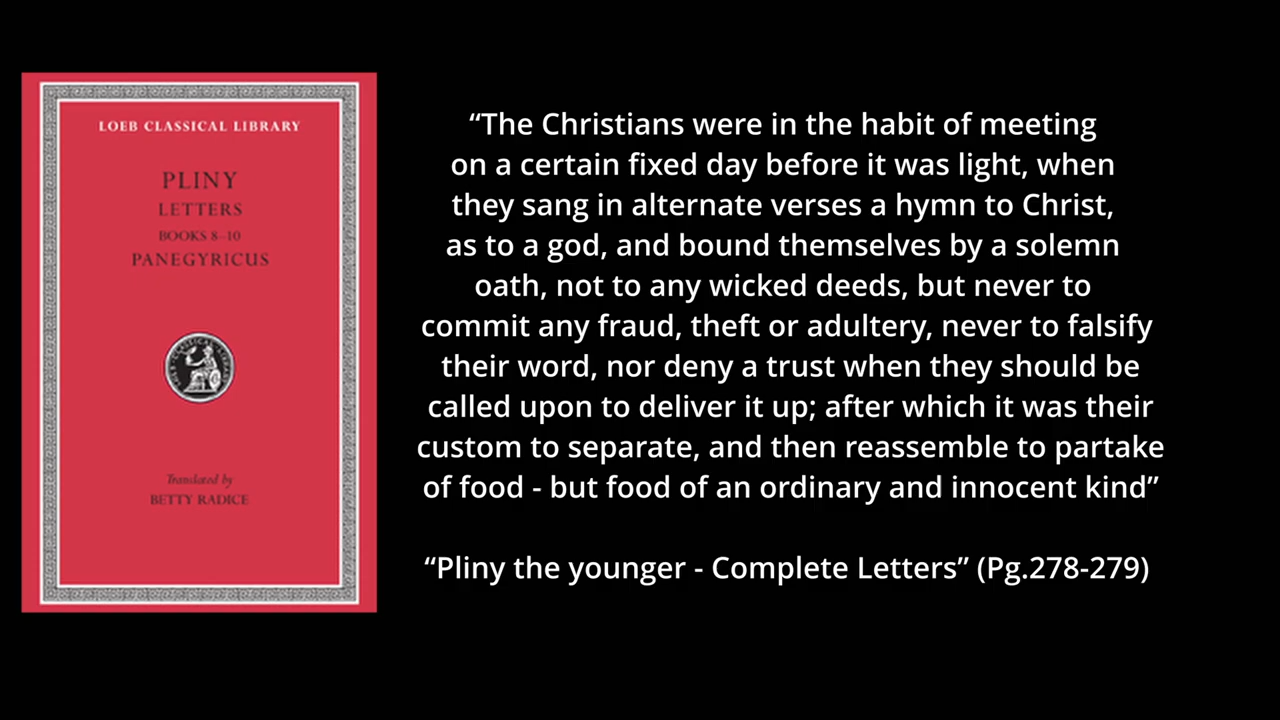 LOEB CLASSICAL LIBRARY
PLINY
LETTERS
BOOKS 8–10
PANEGYRICUS
Translated by
BETTY RADICE
“The Christians were in the habit of meeting
on a certain fixed day before it was light, when
they sang in alternate verses a hymn to Christ,
as to a god, and bound themselves by a solemn
oath, not to any wicked deeds, but never to
commit any fraud, theft or adultery, never to falsify
their word, nor deny a trust when they should be
called upon to deliver it up; after which it was their
custom to separate, and then reassemble to partake
of food - but food of an ordinary and innocent kind”
“Pliny the younger - Complete Letters” (Pg.278-279)